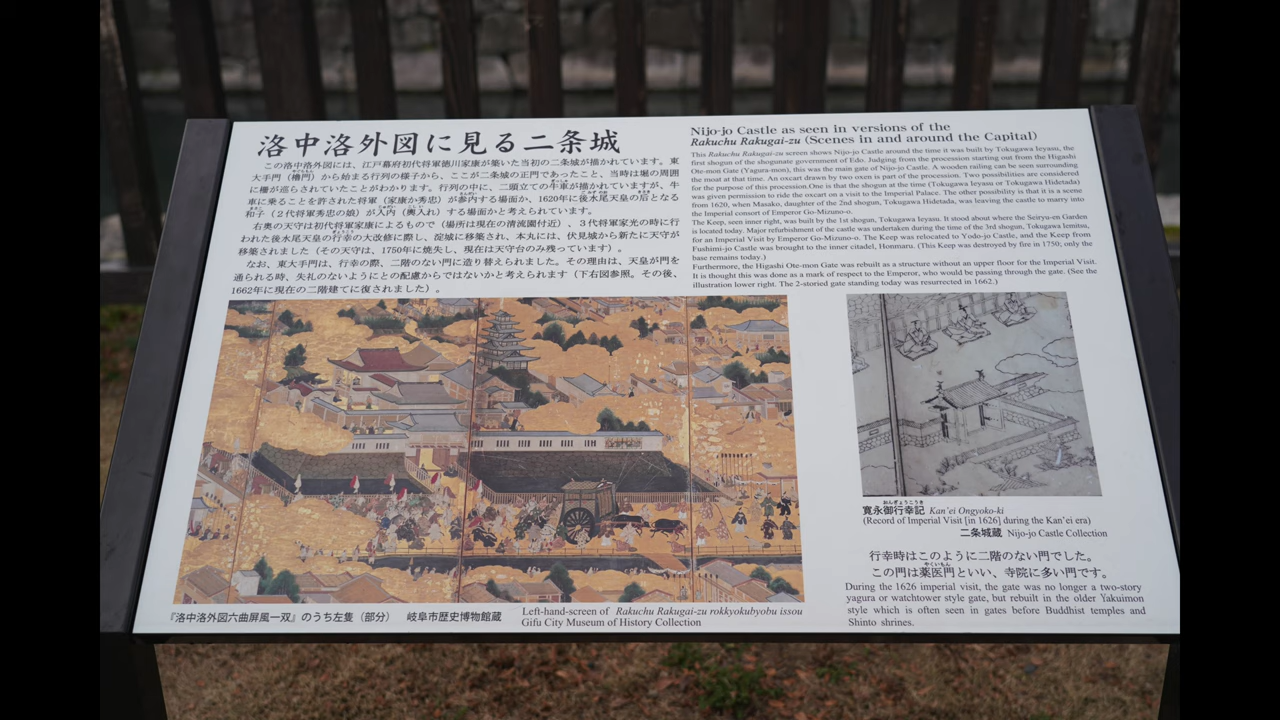 洛中洛外図に見る二条城
この洛中洛外図には、江戸幕府初代将軍徳川家康が築いた当初の二条城が描かれています。東
大手門（櫓門）から始まる行列の様子から、ここが二条城の正門であったこと、当時は堀の周囲
に柵が巡らされていたことがわかります。行列の中に、二頭立ての牛車が描かれていますが、牛
車に乗ることを許された将軍（家康か秀忠）が参内する場面か、1620年に後水尾天皇の后となる
和子（２代将軍秀忠の娘）が入内（輿入れ）する場面かと考えられています。
右奥の天守は初代将軍家康によるもので（場所は現在の清流園付近）、３代将軍家光の時に行
われた後水尾天皇の行幸の大改修に際し、淀城に移築され、本丸には、伏見城から新たに天守が
移築されました（その天守は、1750年に焼失し、現在は天守台のみ残っています）。
なお、東大手門は、行幸の際、二階のない門に造り替えられました。その理由は、天皇が門を
通られる時、失礼のないようにとの配慮からではないかと考えられます（下右図参照。その後、
1662年に現在の二階建てに復されました）。
Nijo-jo Castle as seen in versions of the
Rakuchu Rakugai-zu (Scenes in and around the Capital)
This Rakuchu Rakugai-zu screen shows Nijo-jo Castle around the time it was built by Tokugawa Ieyasu, the
first shogun of the shogunate government of Edo. Judging from the procession starting out from the Higashi
Ote-mon Gate (Yagura-mon), this was the main gate of Nijo-jo Castle. A wooden railing can be seen surrounding
the moat at that time. An oxcart drawn by two oxen is part of the procession. Two possibilities are considered
for the purpose of this procession.One is that the shogun at the time (Tokugawa Ieyasu or Tokugawa Hidetada)
was given permission to ride the oxcart on a visit to the Imperial Palace. The other possibility is that it is a scene
from 1620, when Masako, daughter of the 2nd shogun, Tokugawa Hidetada, was leaving the castle to marry into
the Imperial consort of Emperor Go-Mizuno-o.
The Keep, seen inner right, was built by the 1st shogun, Tokugawa Ieyasu. It stood about where the Seiryu-en Garden
is located today. Major refurbishment of the castle was undertaken during the time of the 3rd shogun, Tokugawa Iemitsu,
for an Imperial Visit by Emperor Go-Mizuno-o. The Keep was relocated to Yodo-jo Castle, and the Keep from
Fushimi-jo Castle was brought to the inner citadel, Honmaru. (This Keep was destroyed by fire in 1750, only the
base remains today.)
Furthermore, the Higashi Ote-mon Gate was rebuilt as a structure without an upper floor for the Imperial Visit.
It is thought this was done as a mark of respect to the Emperor, who would be passing through the gate. (See the
illustration lower right. The 2-storied gate standing today was resurrected in 1662.)
『洛中洛外図六曲屏風一双』のうち左隻（部分）　岐阜市歴史博物館蔵
Left-hand-screen of Rakuchu Rakugai-zu rokkyokubyobu issou
Gifu City Museum of History Collection
おんぎょうこうき
寛永御行幸記 Kan'ei Ongyoko-ki
(Record of Imperial Visit [in 1626] during the Kan'ei era)
二条城蔵 Nijo-jo Castle Collection
行幸時はこのように二階のない門でした。
やくいもん
この門は薬医門といい、寺院に多い門です。
During the 1626 imperial visit, the gate was no longer a two-story
yagura or watchtower style gate, but rebuilt in the older Yakuimon
style which is often seen in gates before Buddhist temples and
Shinto shrines.